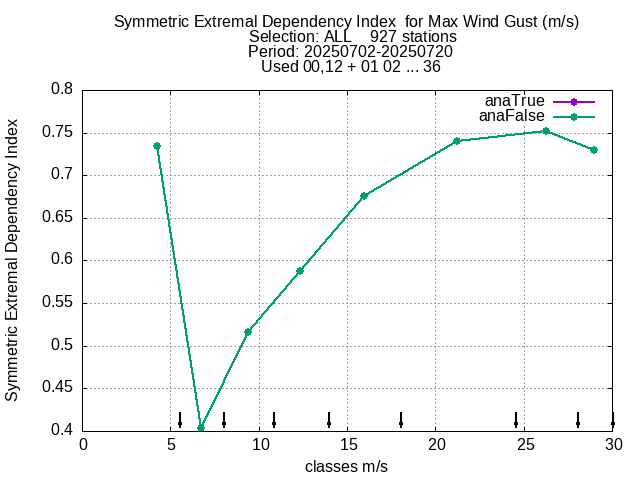 Symmetric Extremal Dependency Index  for Max Wind Gust (m/s)
Selection: ALL    927 stations
Period: 20250702-20250720
Used 00,12 + 01 02 ... 36
anaTrue
anaFalse
Symmetric Extremal Dependency Index
0.8
0.75
0.7
0.65
0.6
0.55
0.5
0.45
0.4
0 5 10 15 20 25 30
classes m/s